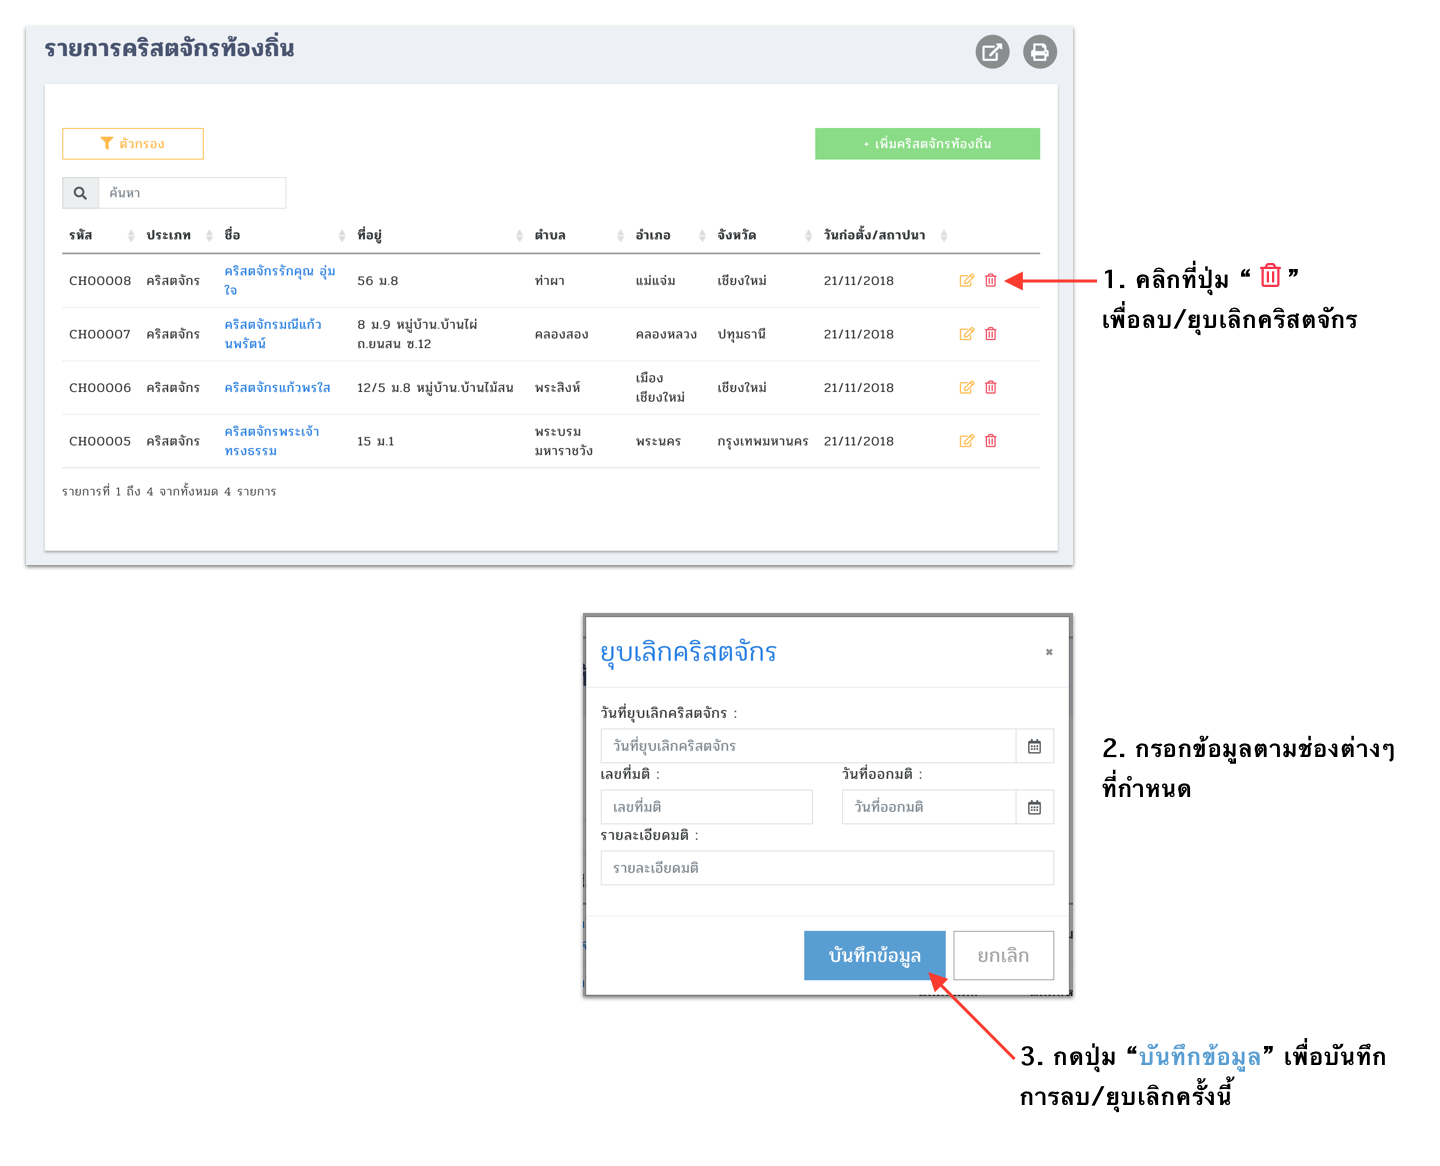 รายการคริสตจักรท้องถิ่น
ตัวกรอง
+ เพิ่มคริสตจักรท้องถิ่น
ค้นหา
รหัส ประเภท ชื่อ ที่อยู่ ตำบล อำเภอ จังหวัด วันก่อตั้ง/สถาปนา
CH00008 คริสตจักร คริสตจักรรักคุณ อุ่ม 56 ม.8 ท่าผา แม่แจ่ม เชียงใหม่ 21/11/2018
ใจ
1. คลิกที่ปุ่ม “ ”
เพื่อลบ/ยุบเลิกคริสตจักร
CH00007 คริสตจักร คริสตจักรมณีแก้ว 8 ม.9 หมู่บ้าน.บ้านไผ่ คลองสอง คลองหลวง ปทุมธานี 21/11/2018
นพรัตน์ ถ.ยนสน ซ.12
CH00006 คริสตจักร คริสตจักรแก้วพรใส 12/5 ม.8 หมู่บ้าน.บ้านไม้สน พระสิงห์ เมือง เชียงใหม่ 21/11/2018
เชียงใหม่
CH00005 คริสตจักร คริสตจักรพระเจ้า 15 ม.1 พระบรม พระนคร กรุงเทพมหานคร 21/11/2018
ทรงธรรม มหาราชวัง
รายการที่ 1 ถึง 4 จากทั้งหมด 4 รายการ
ยุบเลิกคริสตจักร
วันที่ยุบเลิกคริสตจักร :
วันที่ยุบเลิกคริสตจักร
เลขที่มติ : วันที่ออกมติ :
เลขที่มติ วันที่ออกมติ
รายละเอียดมติ :
รายละเอียดมติ
บันทึกข้อมูล ยกเลิก
2. กรอกข้อมูลตามช่องต่างๆ
ที่กำหนด
3. กดปุ่ม “บันทึกข้อมูล” เพื่อบันทึก
การลบ/ยุบเลิกครั้งนี้